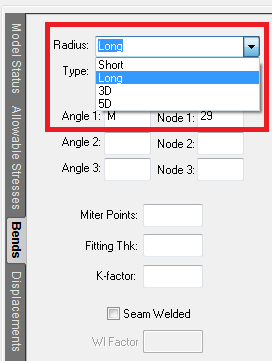 Model Status
Allowable Stresses
Bends
Displacements
Radius: Long
Type:
Short
Long
3D
5D
Angle 1: M Node 1: 29
Angle 2: Node 2:
Angle 3: Node 3:
Miter Points:
Fitting Thk:
K-factor:
Seam Welded
WI Factor